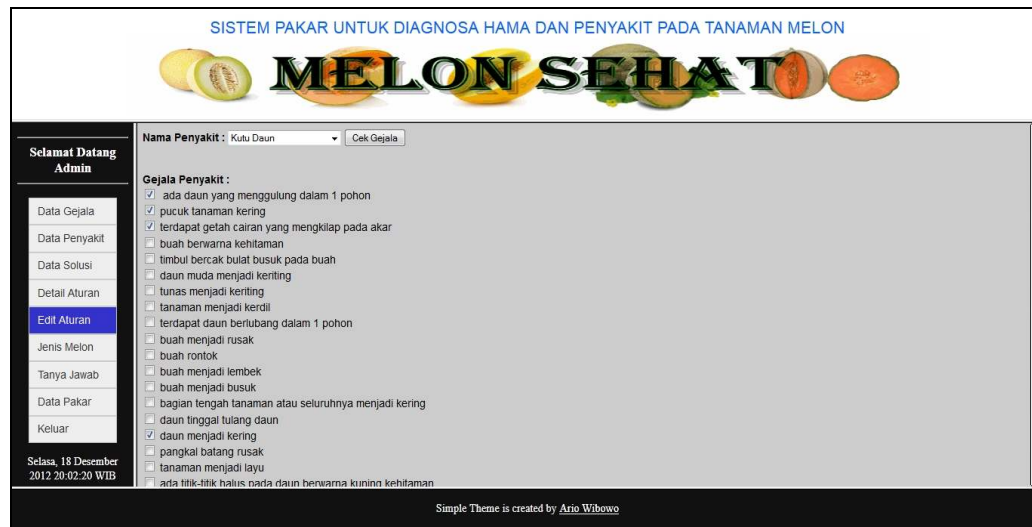 SISTEM PAKAR UNTUK DIAGNOSA HAMA DAN PENYAKIT PADA TANAMAN MELON
MELON SEHAT
Selamat Datang
Admin
Data Gejala
Data Penyakit
Data Solusi
Detail Aturan
Edit Aturan
Jenis Melon
Tanya Jawab
Data Pakar
Keluar
Selasa, 18 Desember
2012 20:02:20 WIB
Nama Penyakit : Kutu Daun Cek Gejala
Gejala Penyakit :
ada daun yang menggulung dalam 1 pohon
pucuk tanaman kering
terdapat getah cairan yang mengkilap pada akar
buah berwarna kehitaman
timbul bercak bulat busuk pada buah
daun muda menjadi keriting
tunas menjadi keriting
tanaman menjadi kerdil
terdapat daun berlubang dalam 1 pohon
buah menjadi rusak
buah rontok
buah menjadi lembek
buah menjadi busuk
bagian tengah tanaman atau seluruhnya menjadi kering
daun tinggal tulang daun
daun menjadi kering
pangkal batang rusak
tanaman menjadi layu
ada titik-titik halus pada daun berwarna kuning kehitaman
Simple Theme is created by Ario Wibowo